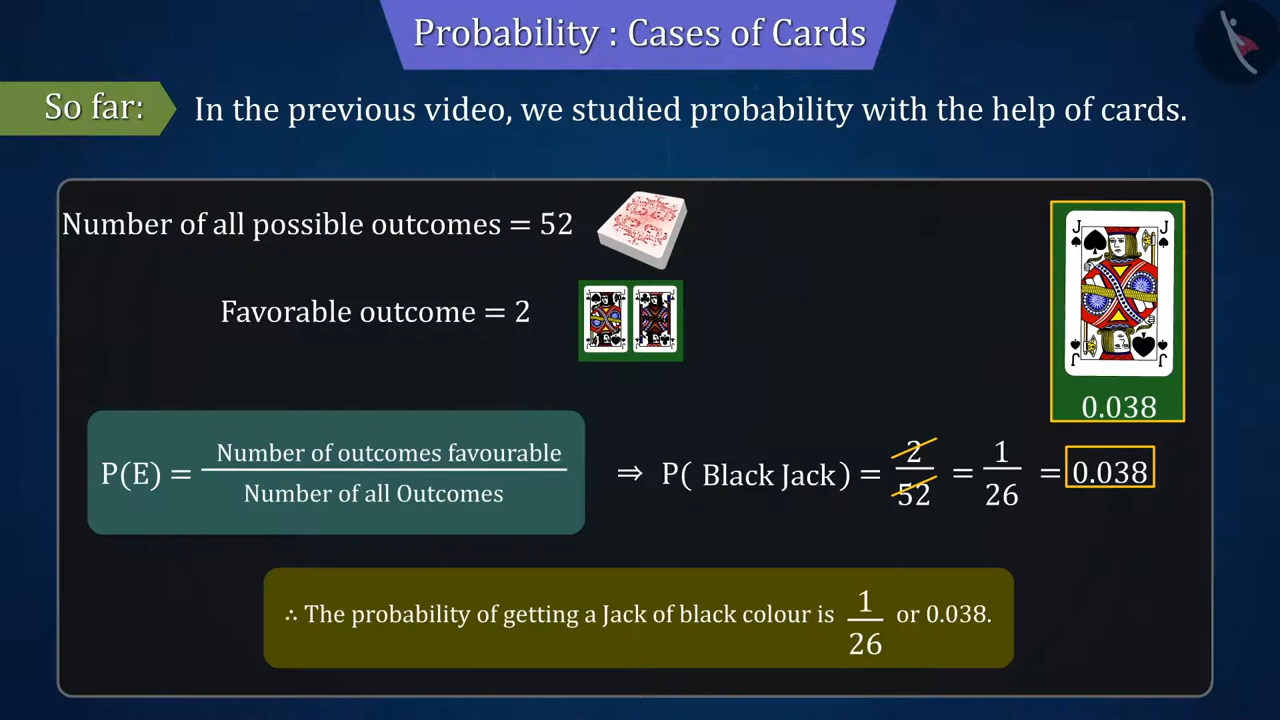 Probability : Cases of Cards
So far:
In the previous video, we studied probability with the help of cards.
Number of all possible outcomes = 52
Favorable outcome = 2
J
J
0.038
P(E) = Number of outcomes favourable / Number of all Outcomes
⇒ P( Black Jack ) = 2/52 = 1/26 = 0.038
∴ The probability of getting a Jack of black colour is 1/26 or 0.038.